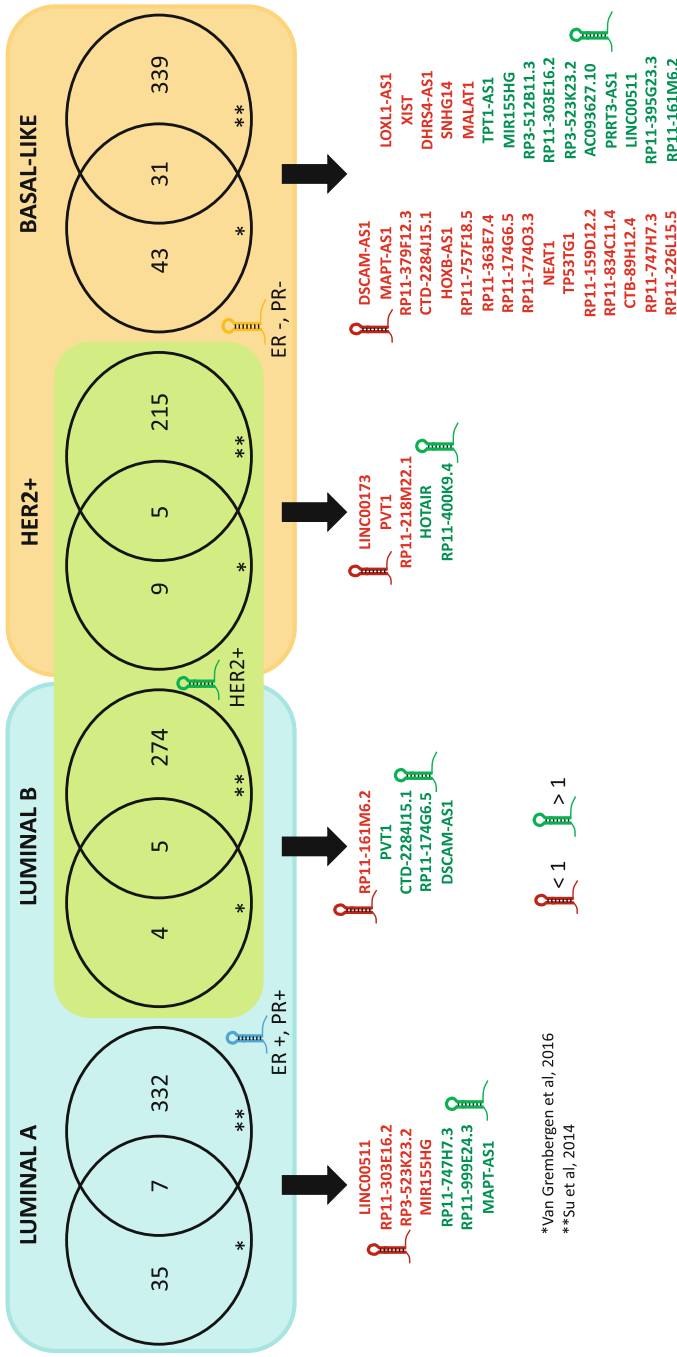 LUMINAL A
LUMINAL B
HER2+
BASAL-LIKE
35
7
332
*
**
4
5
274
*
**
9
5
215
*
**
43
31
339
*
**
ER +, PR+
HER2+
ER -, PR-
LINC00511
RP11-303E16.2
RP3-523K23.2
MIR155HG
RP11-747H7.3
RP11-999E24.3
MAPT-AS1
RP11-161M6.2
PVT1
CTD-2284J15.1
RP11-174G6.5
DSCAM-AS1
LINC00173
PVT1
RP11-218M22.1
HOTAIR
RP11-400K9.4
DSCAM-AS1
MAPT-AS1
RP11-379F12.3
CTD-2284J15.1
HOXB-AS1
RP11-757F18.5
RP11-363E7.4
RP11-174G6.5
RP11-774O3.3
NEAT1
TP53TG1
RP11-159D12.2
RP11-834C11.4
CTB-89H12.4
RP11-747H7.3
RP11-226L15.5
LOXL1-AS1
XIST
DHRS4-AS1
SNHG14
MALAT1
TPT1-AS1
MIR155HG
RP3-512B11.3
RP11-303E16.2
RP3-523K23.2
AC093627.10
PRRT3-AS1
LINC00511
RP11-395G23.3
RP11-161M6.2
< 1
> 1
*Van Grembergen et al, 2016
**Su et al, 2014